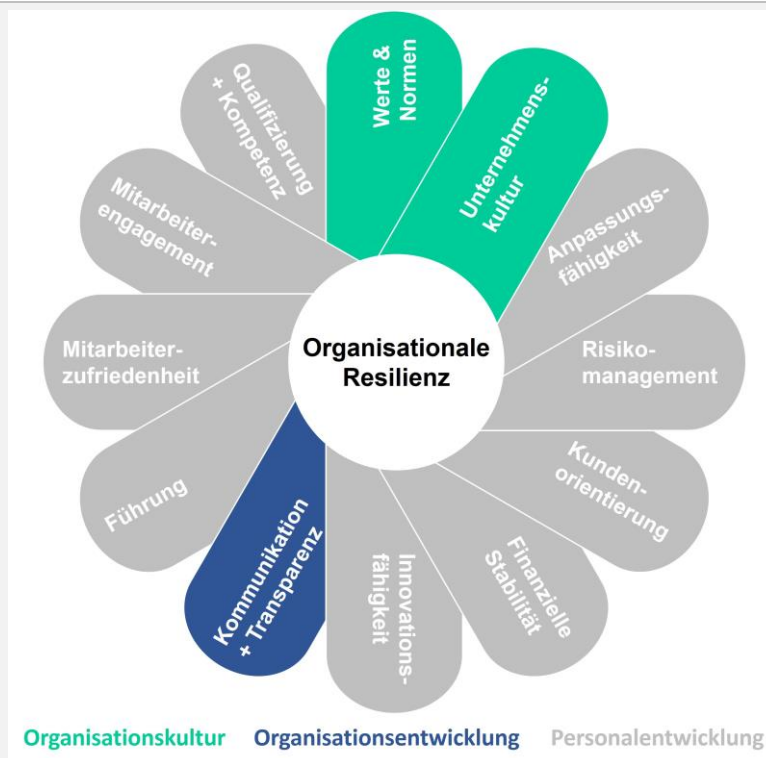 Werte &
Normen
Unternehmens-
kultur
Anpassungs-
fähigkeit
Risiko-
management
Kunden-
orientierung
Finanzielle
Stabilität
Innovations-
fähigkeit
Kommunikation
+ Transparenz
Führung
Mitarbeiter-
zufriedenheit
Mitarbeiter-
engagement
Qualifizierung
+ Kompetenz
Organisationale
Resilienz
Organisationskultur Organisationsentwicklung Personalentwicklung